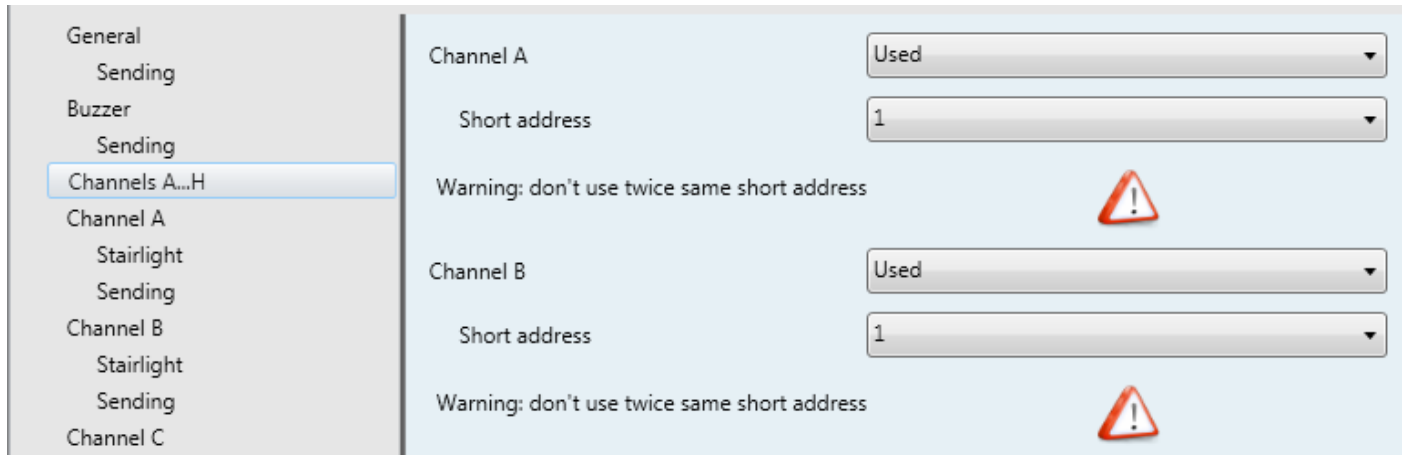 General
Sending
Buzzer
Sending
Channels A...H
Channel A
Stairlight
Sending
Channel B
Stairlight
Sending
Channel C
Channel A
Used
Short address
1
Warning: don't use twice same short address
Channel B
Used
Short address
1
Warning: don't use twice same short address